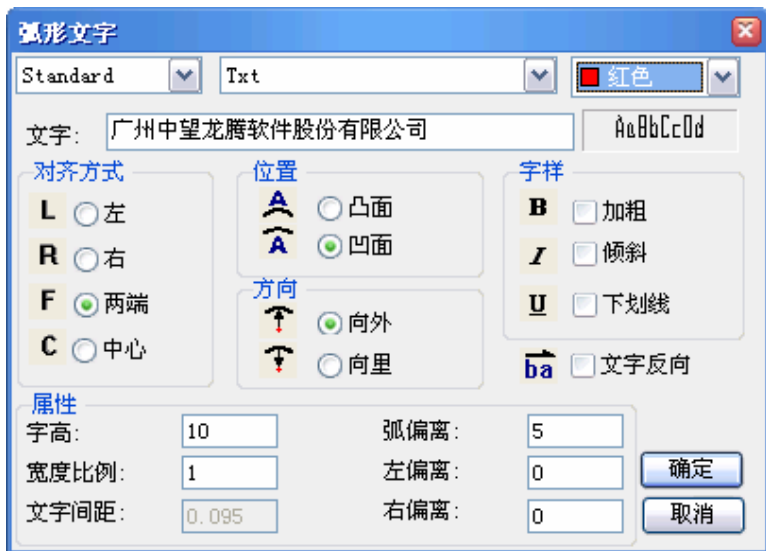 弧形文字
Standard Txt 红色
文字: 广州中望龙腾软件股份有限公司 AaBbCcDd
对齐方式 位置 字样
L 左 A 凸面 B 加粗
R 右 A 凹面 I 倾斜
F 两端 方向 向外 U 下划线
C 中心 向里 ba 文字反向
属性
字高: 10 弧偏离: 5
宽度比例: 1 左偏离: 0 确定
文字间距: 0.095 右偏离: 0 取消